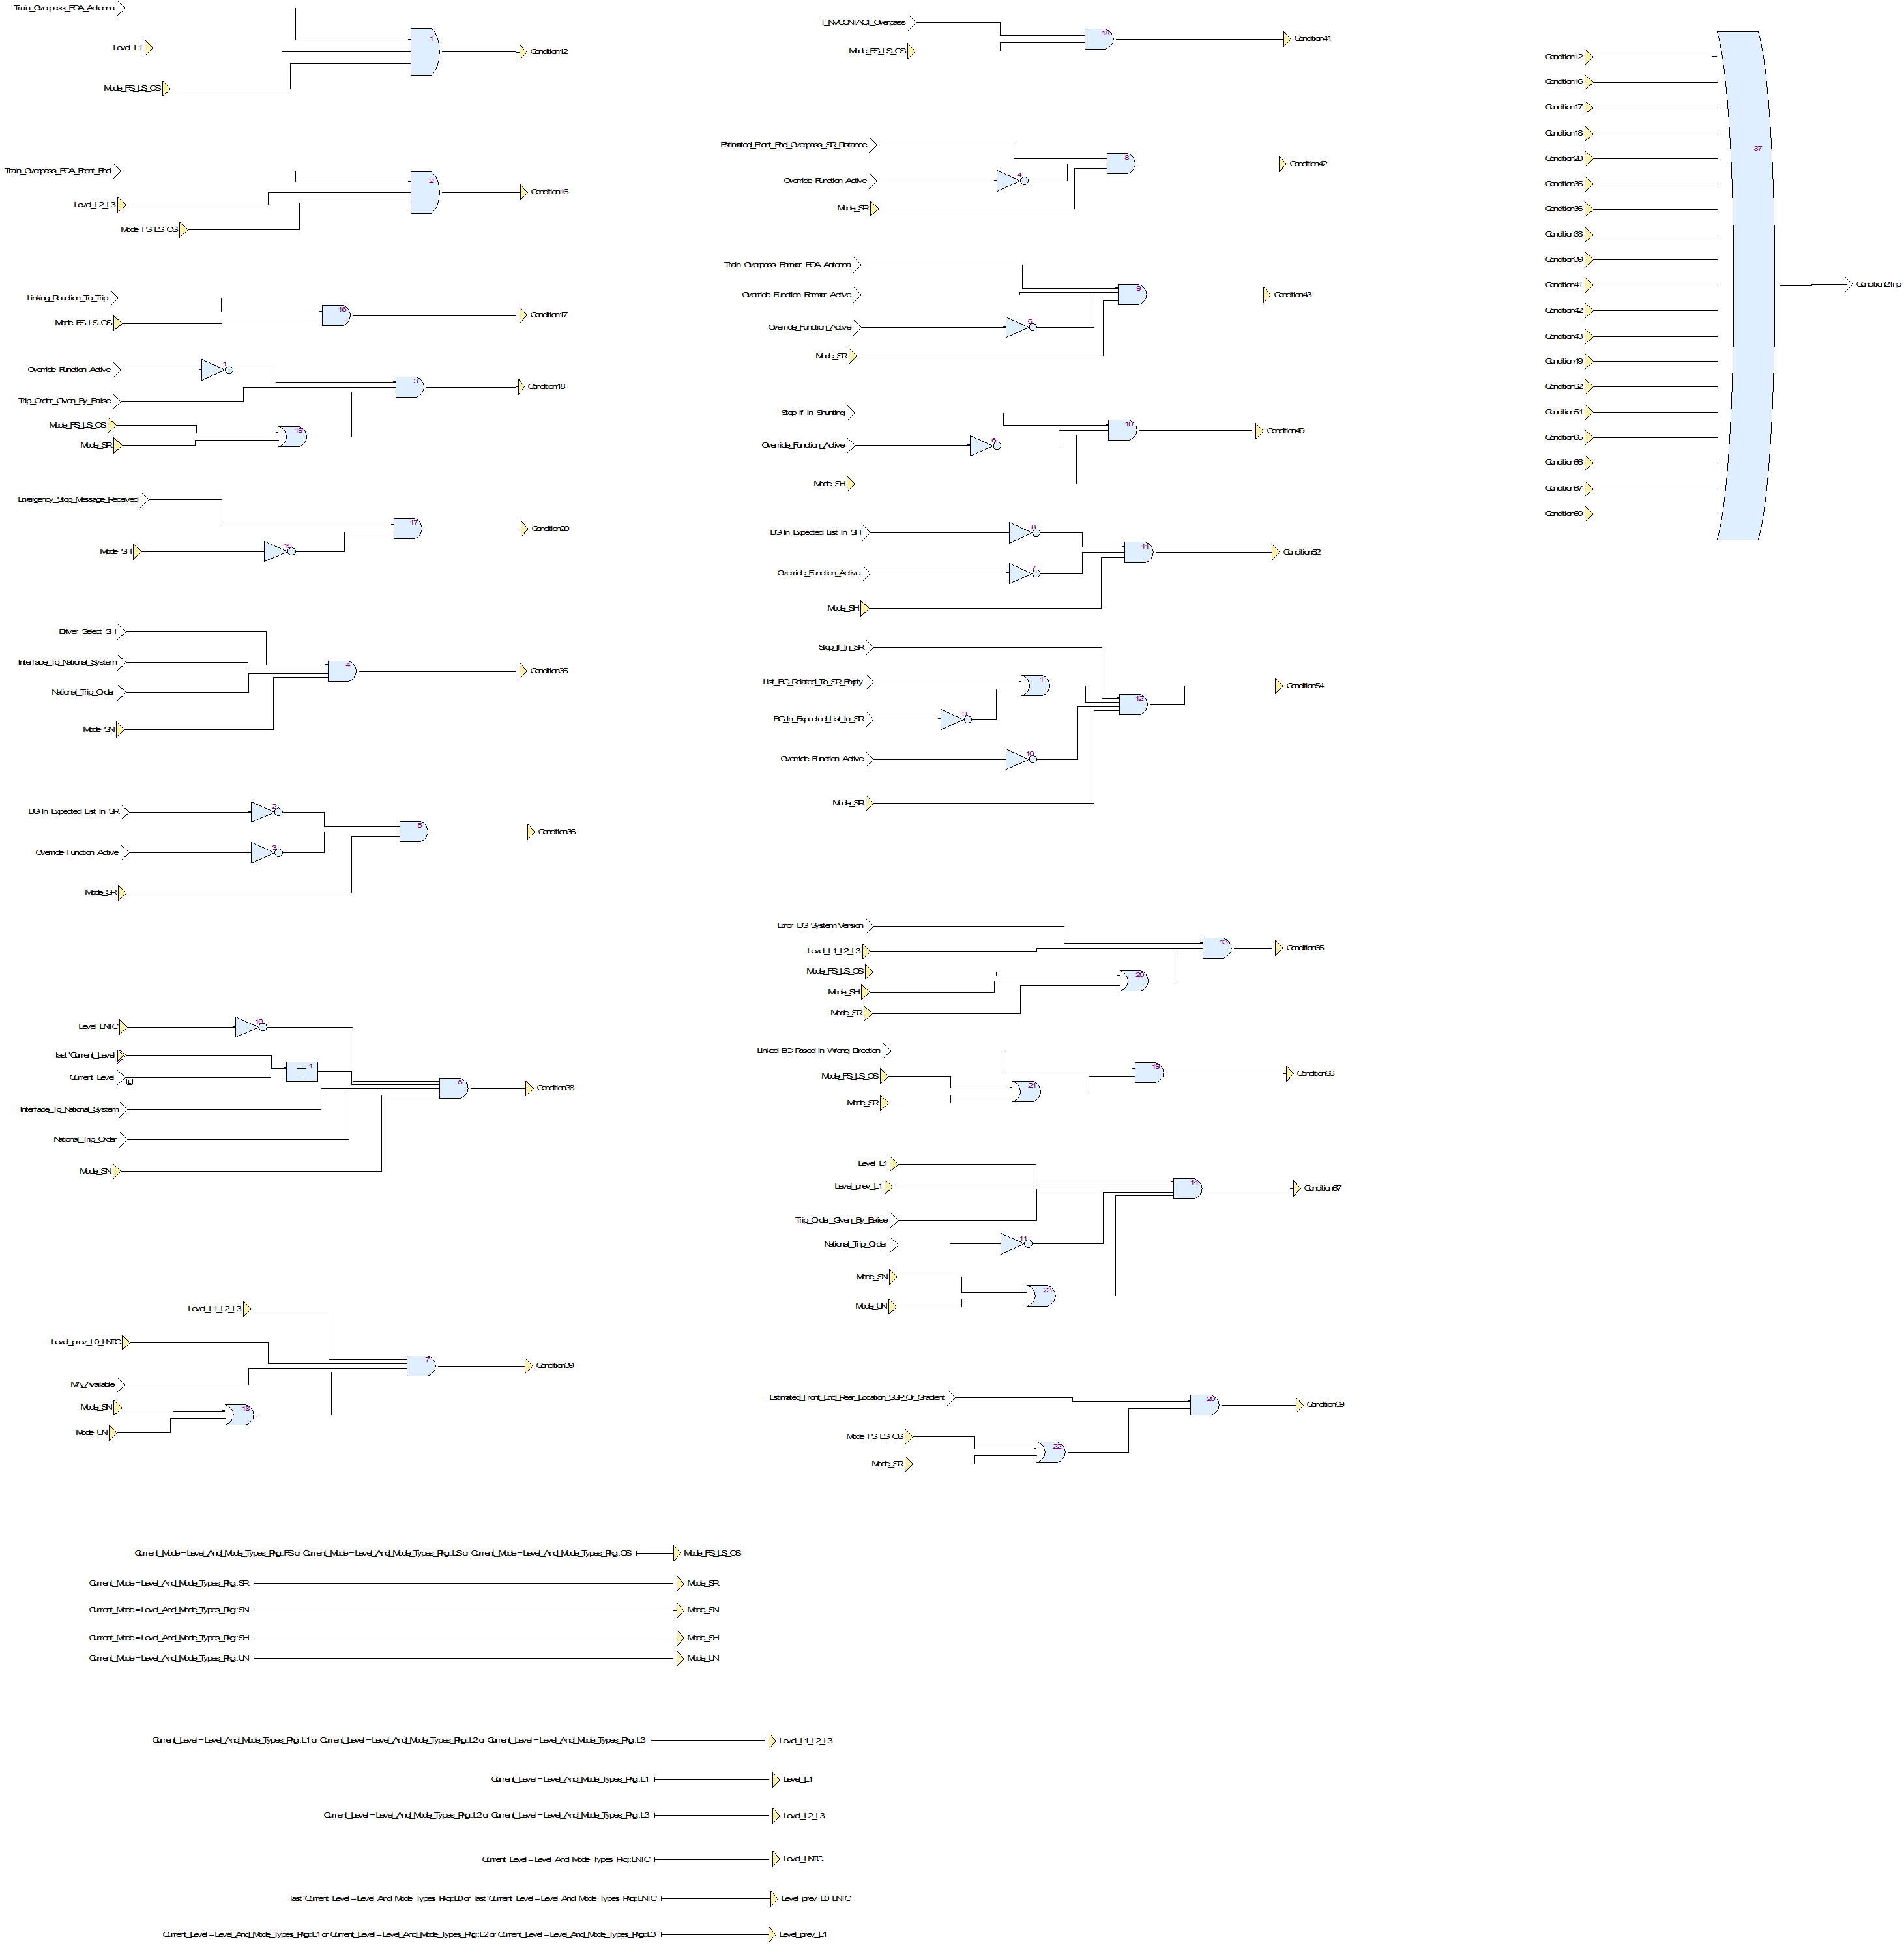 Train_Overpass_EOA_Antenna
1
Level_L1
Condition12
Mode_FS_LS_OS
Train_Overpass_EOA_Front_End
2
Level_L2_L3
Condition16
Mode_FS_LS_OS
Linking_Reaction_To_Trip
16
Mode_FS_LS_OS
Condition17
Override_Function_Active
1
3
Trip_Order_Given_By_Balise
Condition18
Mode_FS_LS_OS
19
Mode_SR
Emergency_Stop_Message_Received
17
Condition20
Mode_SH
15
Driver_Select_SH
Interface_To_National_System
4
Condition35
National_Trip_Order
Mode_SN
BG_In_Expected_List_In_SR
2
5
Condition36
Override_Function_Active
3
Mode_SR
Level_LNTC
16
last 'Current_Level
1
Current_Level
L
6
Condition38
Interface_To_National_System
National_Trip_Order
Mode_SN
Level_L1_L2_L3
Level_prev_L0_LNTC
7
Condition39
MA_Available
Mode_SN
18
Mode_UN
T_NVCONTACT_Overpass
18
Condition41
Mode_FS_LS_OS
Estimated_Front_End_Overpass_SR_Distance
8
Condition42
Override_Function_Active
4
Mode_SR
Train_Overpass_Former_EOA_Antenna
Override_Function_Former_Active
9
Condition43
Override_Function_Active
5
Mode_SR
Stop_If_In_Shunting
10
Condition49
Override_Function_Active
6
Mode_SH
BG_In_Expected_List_In_SH
8
11
Condition52
Override_Function_Active
7
Mode_SH
Stop_If_In_SR
List_BG_Related_To_SR_Empty
1
Condition54
12
BG_In_Expected_List_In_SR
9
Override_Function_Active
10
Mode_SR
Error_BG_System_Version
13
Condition65
Level_L1_L2_L3
Mode_FS_LS_OS
20
Mode_SH
Mode_SR
Linked_BG_Passed_In_Wrong_Direction
19
Condition66
Mode_FS_LS_OS
21
Mode_SR
Level_L1
Level_prev_L1
14
Condition67
Trip_Order_Given_By_Balise
National_Trip_Order
11
Mode_SN
23
Mode_UN
Estimated_Front_End_Rear_Location_SSP_Or_Gradient
20
Condition69
Mode_FS_LS_OS
22
Mode_SR
Condition12
Condition16
Condition17
Condition18
37
Condition20
Condition35
Condition36
Condition38
Condition39
Condition41
Condition2Trip
Condition42
Condition43
Condition49
Condition52
Condition54
Condition65
Condition66
Condition67
Condition69
Current_Mode = Level_And_Mode_Types_Pkg::FS or Current_Mode = Level_And_Mode_Types_Pkg::LS or Current_Mode = Level_And_Mode_Types_Pkg::OS Mode_FS_LS_OS
Current_Mode = Level_And_Mode_Types_Pkg::SR Mode_SR
Current_Mode = Level_And_Mode_Types_Pkg::SN Mode_SN
Current_Mode = Level_And_Mode_Types_Pkg::SH Mode_SH
Current_Mode = Level_And_Mode_Types_Pkg::UN Mode_UN
Current_Level = Level_And_Mode_Types_Pkg::L1 or Current_Level = Level_And_Mode_Types_Pkg::L2 or Current_Level = Level_And_Mode_Types_Pkg::L3 Level_L1_L2_L3
Current_Level = Level_And_Mode_Types_Pkg::L1 Level_L1
Current_Level = Level_And_Mode_Types_Pkg::L2 or Current_Level = Level_And_Mode_Types_Pkg::L3 Level_L2_L3
Current_Level = Level_And_Mode_Types_Pkg::LNTC Level_LNTC
last 'Current_Level = Level_And_Mode_Types_Pkg::L0 or last 'Current_Level = Level_And_Mode_Types_Pkg::LNTC Level_prev_L0_LNTC
Current_Level = Level_And_Mode_Types_Pkg::L1 or Current_Level = Level_And_Mode_Types_Pkg::L2 or Current_Level = Level_And_Mode_Types_Pkg::L3 Level_prev_L1